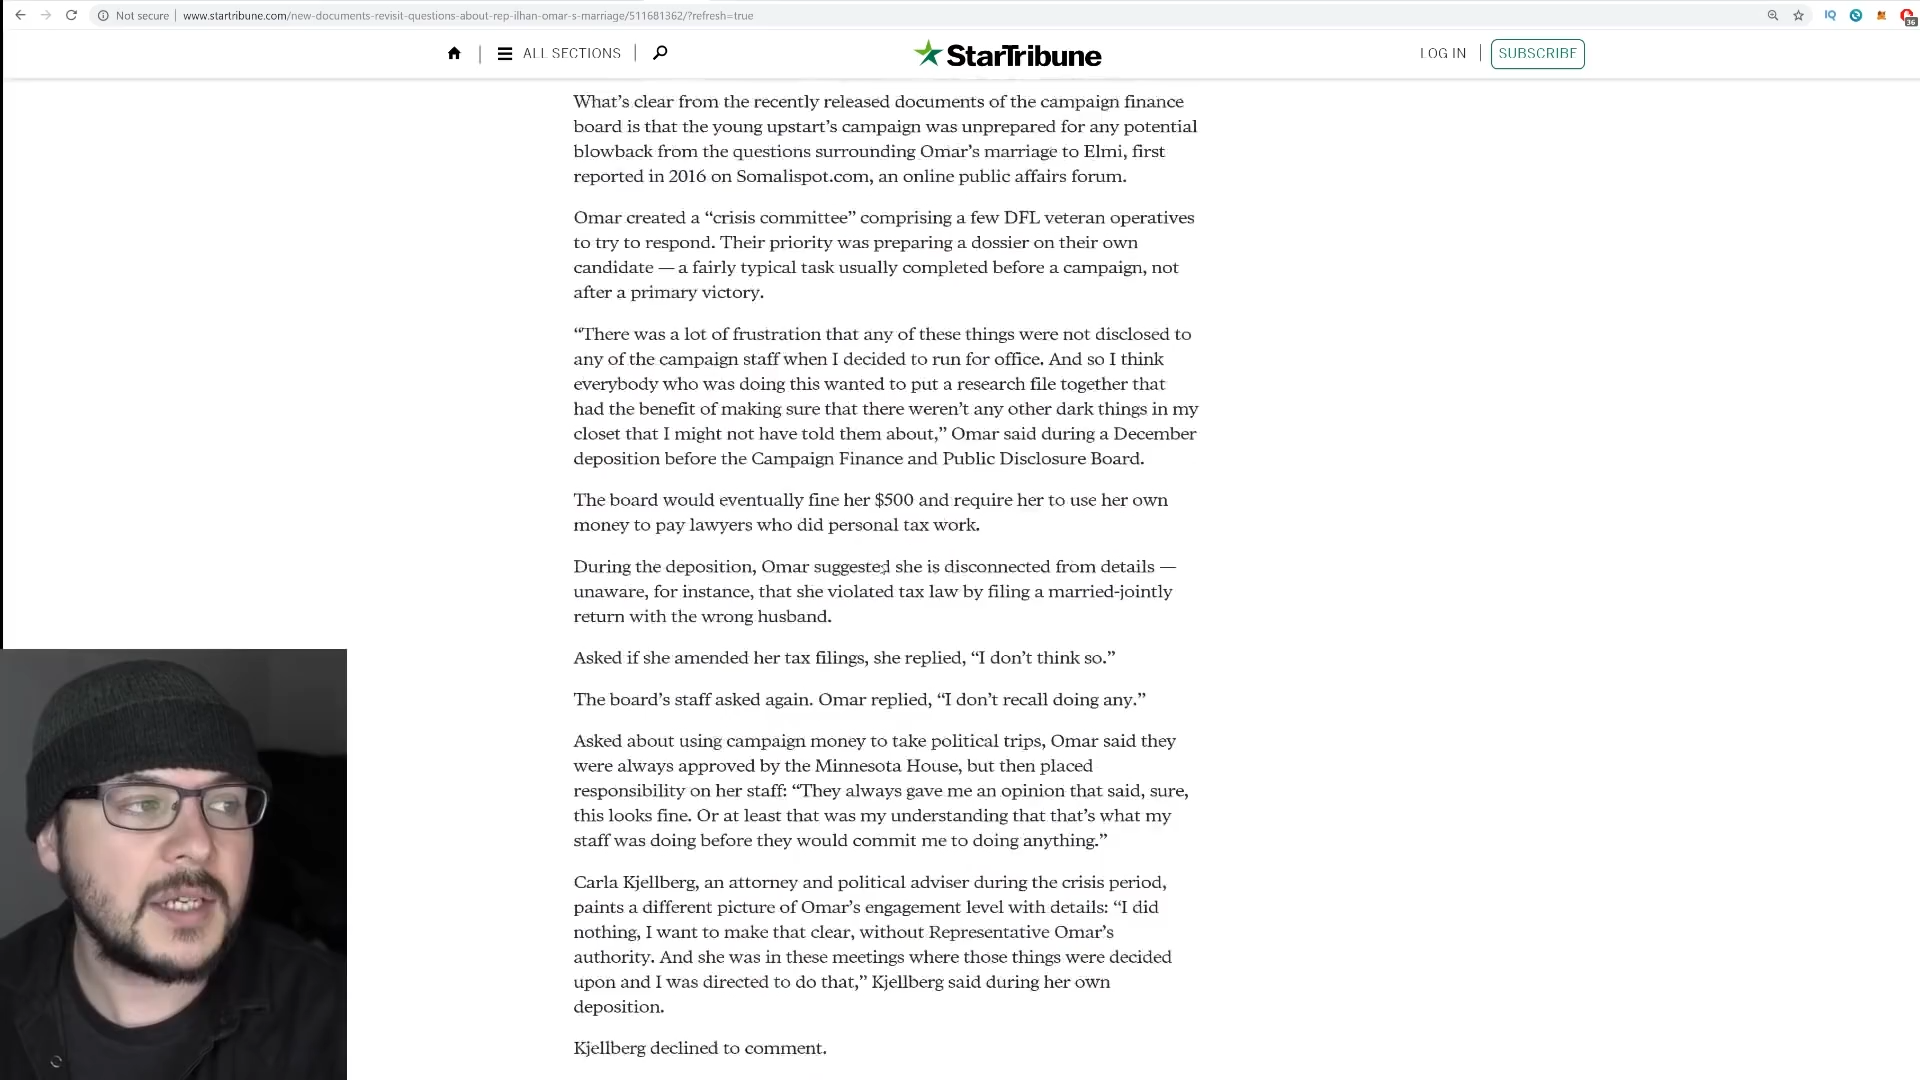 Not secure | www.startribune.com/new-documents-revisit-questions-about-rep-ilhan-omar-s-marriage/511681362/?refresh=true
36
ALL SECTIONS
StarTribune
LOG IN
SUBSCRIBE
What’s clear from the recently released documents of the campaign finance
board is that the young upstart’s campaign was unprepared for any potential
blowback from the questions surrounding Omar’s marriage to Elmi, first
reported in 2016 on Somalispot.com, an online public affairs forum.
Omar created a “crisis committee” comprising a few DFL veteran operatives
to try to respond. Their priority was preparing a dossier on their own
candidate — a fairly typical task usually completed before a campaign, not
after a primary victory.
“There was a lot of frustration that any of these things were not disclosed to
any of the campaign staff when I decided to run for office. And so I think
everybody who was doing this wanted to put a research file together that
had the benefit of making sure that there weren’t any other dark things in my
closet that I might not have told them about,” Omar said during a December
deposition before the Campaign Finance and Public Disclosure Board.
The board would eventually fine her $500 and require her to use her own
money to pay lawyers who did personal tax work.
During the deposition, Omar suggested she is disconnected from details —
unaware, for instance, that she violated tax law by filing a married-jointly
return with the wrong husband.
Asked if she amended her tax filings, she replied, “I don’t think so.”
The board’s staff asked again. Omar replied, “I don’t recall doing any.”
Asked about using campaign money to take political trips, Omar said they
were always approved by the Minnesota House, but then placed
responsibility on her staff: “They always gave me an opinion that said, sure,
this looks fine. Or at least that was my understanding that that’s what my
staff was doing before they would commit me to doing anything.”
Carla Kjellberg, an attorney and political adviser during the crisis period,
paints a different picture of Omar’s engagement level with details: “I did
nothing, I want to make that clear, without Representative Omar’s
authority. And she was in these meetings where those things were decided
upon and I was directed to do that,” Kjellberg said during her own
deposition.
Kjellberg declined to comment.